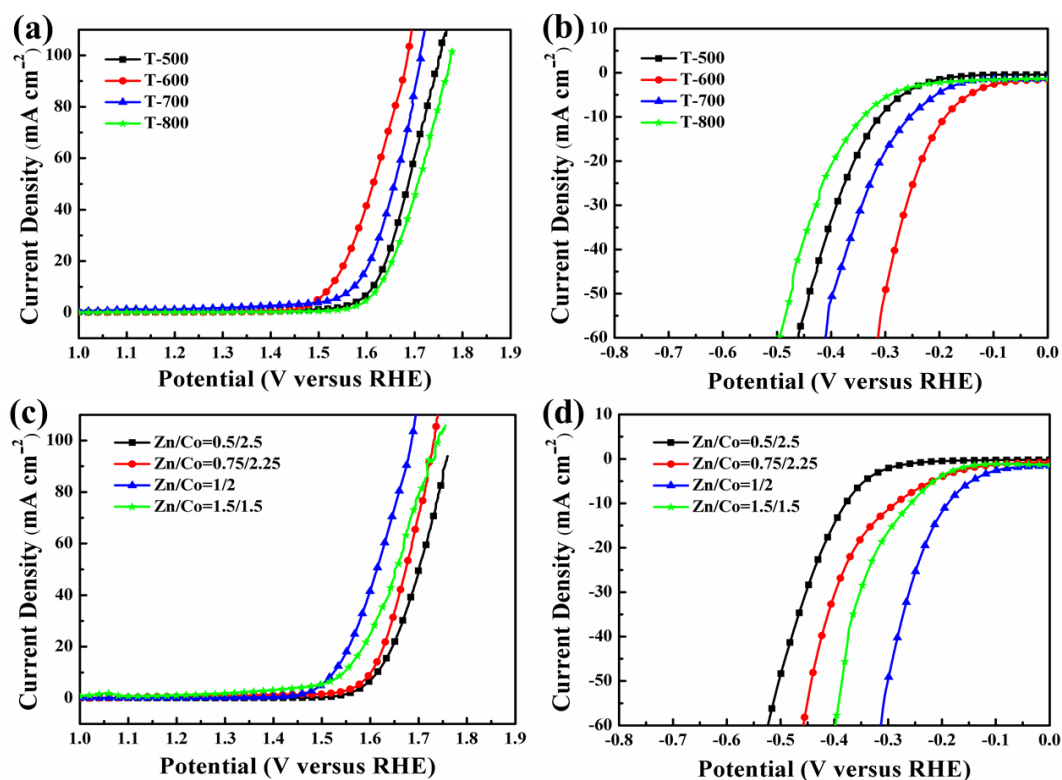 (a)
T-500
T-600
T-700
T-800
100
80
60
40
20
0
Current Density (mA cm⁻²)
1.0 1.1 1.2 1.3 1.4 1.5 1.6 1.7 1.8 1.9
Potential (V versus RHE)
(b)
T-500
T-600
T-700
T-800
10
0
-10
-20
-30
-40
-50
-60
Current Density (mA cm⁻²)
-0.8 -0.7 -0.6 -0.5 -0.4 -0.3 -0.2 -0.1 0.0
Potential (V versus RHE)
(c)
Zn/Co=0.5/2.5
Zn/Co=0.75/2.25
Zn/Co=1/2
Zn/Co=1.5/1.5
100
80
60
40
20
0
Current Density (mA cm⁻²)
1.0 1.1 1.2 1.3 1.4 1.5 1.6 1.7 1.8 1.9
Potential (V versus RHE)
(d)
Zn/Co=0.5/2.5
Zn/Co=0.75/2.25
Zn/Co=1/2
Zn/Co=1.5/1.5
10
0
-10
-20
-30
-40
-50
-60
Current Density (mA cm⁻²)
-0.8 -0.7 -0.6 -0.5 -0.4 -0.3 -0.2 -0.1 0.0
Potential (V versus RHE)